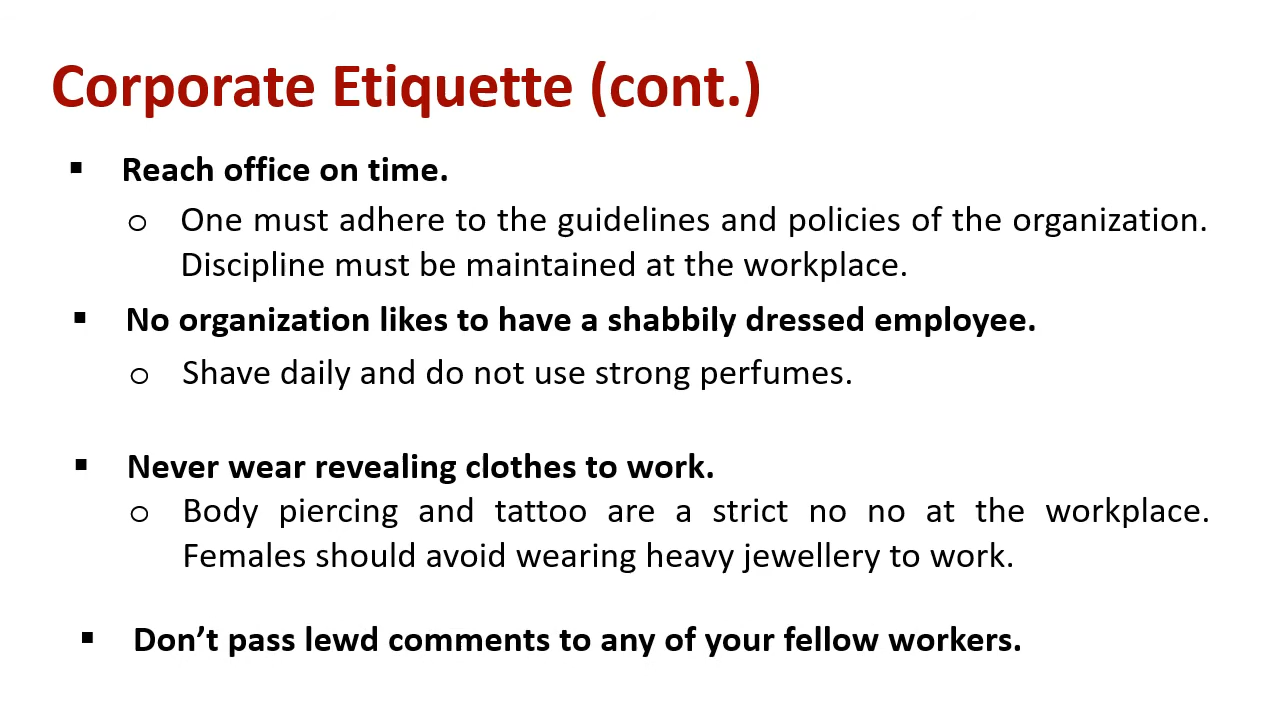 Corporate Etiquette (cont.)
▪ Reach office on time.
o One must adhere to the guidelines and policies of the organization.
Discipline must be maintained at the workplace.
▪ No organization likes to have a shabbily dressed employee.
o Shave daily and do not use strong perfumes.
▪ Never wear revealing clothes to work.
o Body piercing and tattoo are a strict no no at the workplace.
Females should avoid wearing heavy jewellery to work.
▪ Don’t pass lewd comments to any of your fellow workers.